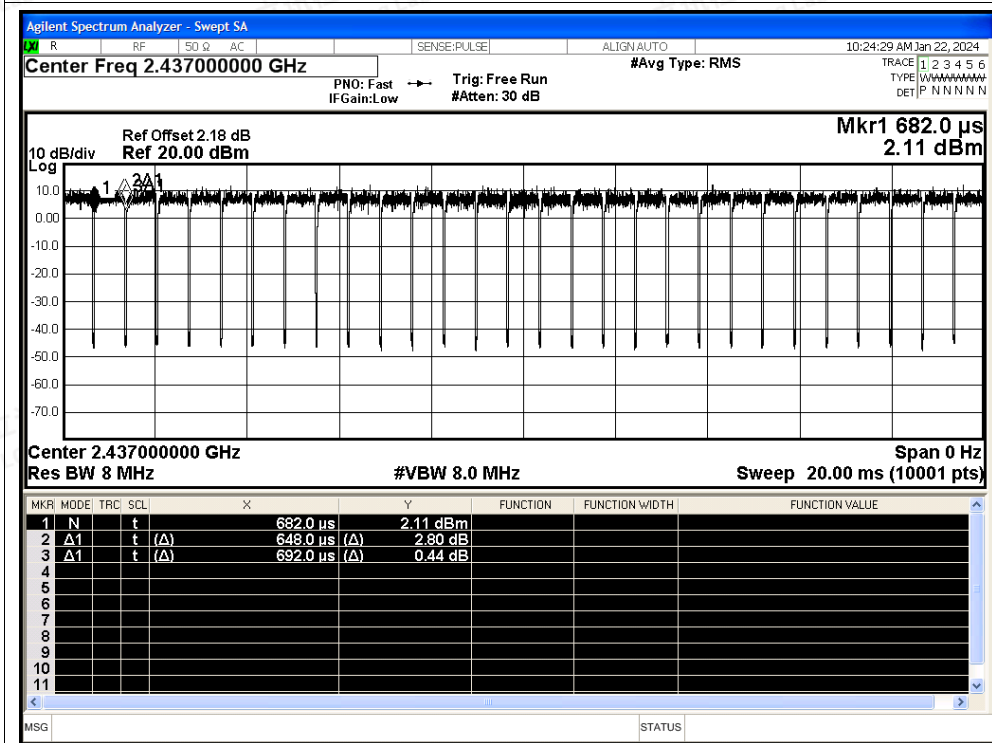 Agilent Spectrum Analyzer - Swept SA
LXI R RF 50 Ω AC SENSE:PULSE ALIGN AUTO 10:24:29 AM Jan 22, 2024
Center Freq 2.437000000 GHz #Avg Type: RMS TRACE 1 2 3 4 5 6
PNO: Fast Trig: Free Run TYPE WWWWWW
IFGain:Low #Atten: 30 dB DET P N N N N N
Mkr1 682.0 µs
Ref Offset 2.18 dB
10 dB/div Ref 20.00 dBm 2.11 dBm
Log
10.0
0.00
-10.0
-20.0
-30.0
-40.0
-50.0
-60.0
-70.0
1
2Δ1
Center 2.437000000 GHz Span 0 Hz
Res BW 8 MHz #VBW 8.0 MHz Sweep 20.00 ms (10001 pts)
MKR MODE TRC SCL X Y FUNCTION FUNCTION WIDTH FUNCTION VALUE
1 N t 682.0 µs 2.11 dBm
2 Δ1 t (Δ) 648.0 µs (Δ) 2.80 dB
3 Δ1 t (Δ) 692.0 µs (Δ) 0.44 dB
4
5
6
7
8
9
10
11
MSG STATUS